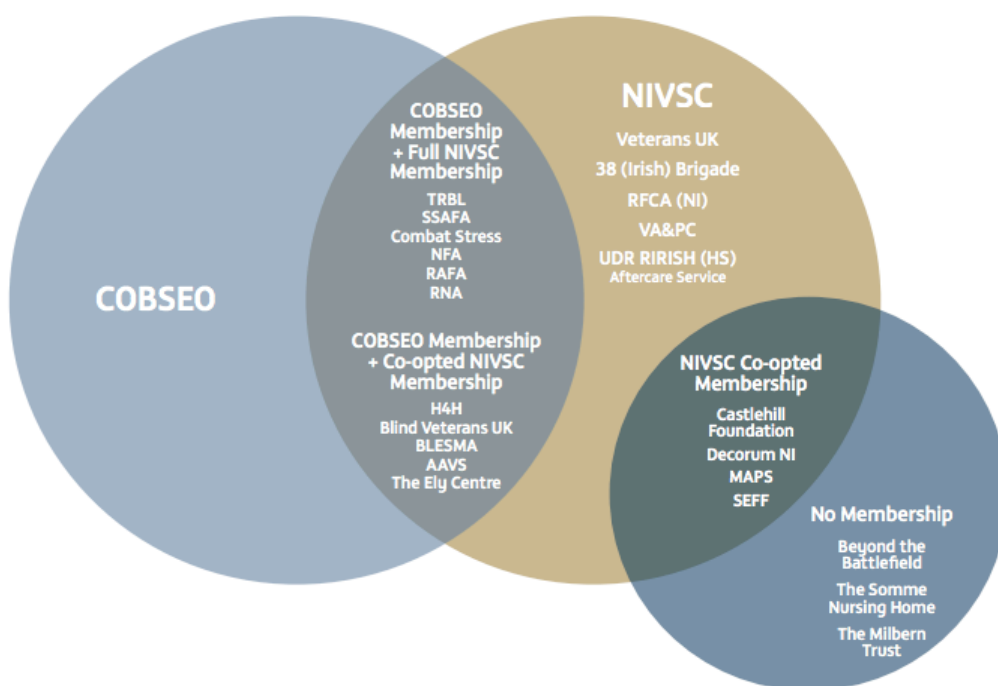 COBSEO
COBSEO
Membership
+ Full NIVSC
Membership
TRBL
SSAFA
Combat Stress
NFA
RAFA
RNA
COBSEO Membership
+ Co-opted NIVSC
Membership
H4H
Blind Veterans UK
BLESMA
AAVS
The Ely Centre
NIVSC
Veterans UK
38 (Irish) Brigade
RFCA (NI)
VA&PC
UDR RIRISH (HS)
Aftercare Service
NIVSC Co-opted
Membership
Castlehill
Foundation
Decorum NI
MAPS
SEFF
No Membership
Beyond the
Battlefield
The Somme
Nursing Home
The Milbern
Trust